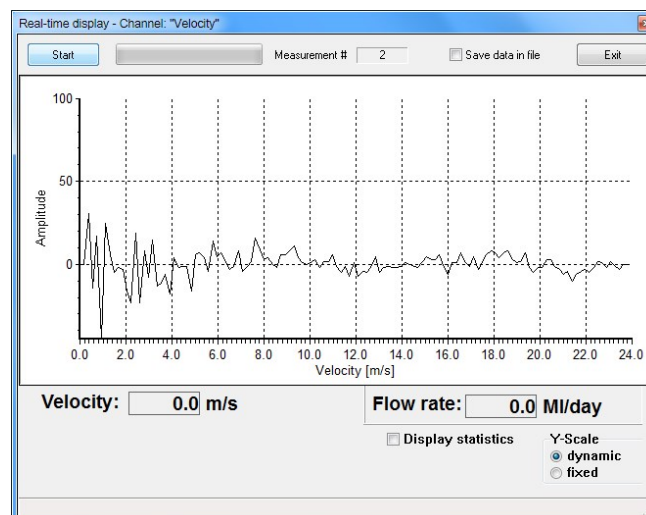 Real-time display - Channel: "Velocity"
Start Measurement # 2 Save data in file Exit
100
50
0
Amplitude
0.0 2.0 4.0 6.0 8.0 10.0 12.0 14.0 16.0 18.0 20.0 22.0 24.0
Velocity [m/s]
Velocity: 0.0 m/s Flow rate: 0.0 Ml/day
Display statistics Y-Scale
dynamic
fixed